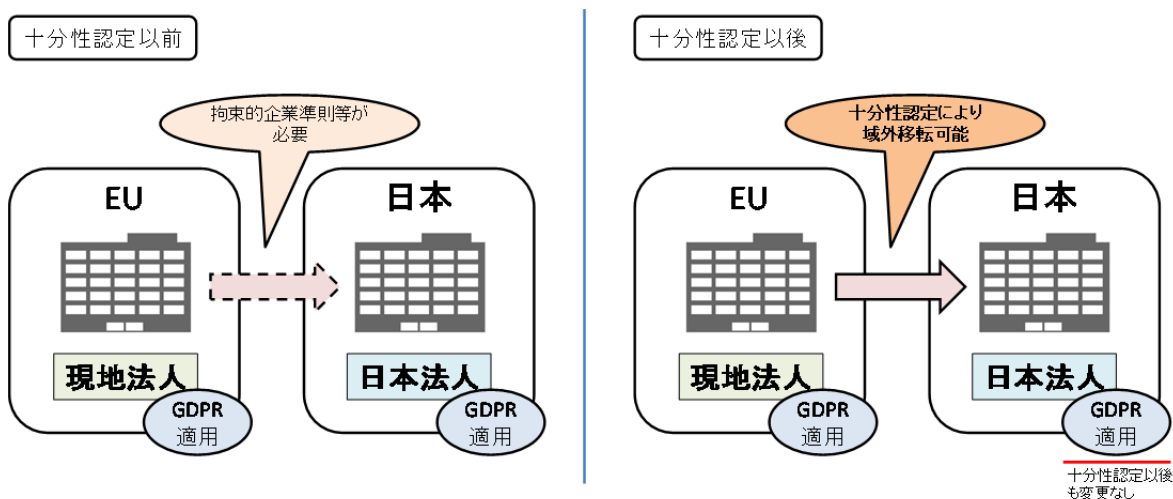 十分性認定以前
拘束的企業準則等が
必要
EU
日本
現地法人
日本法人
GDPR
適用
GDPR
適用
十分性認定以後
十分性認定により
域外移転可能
EU
日本
現地法人
日本法人
GDPR
適用
GDPR
適用
十分性認定以後
も変更なし